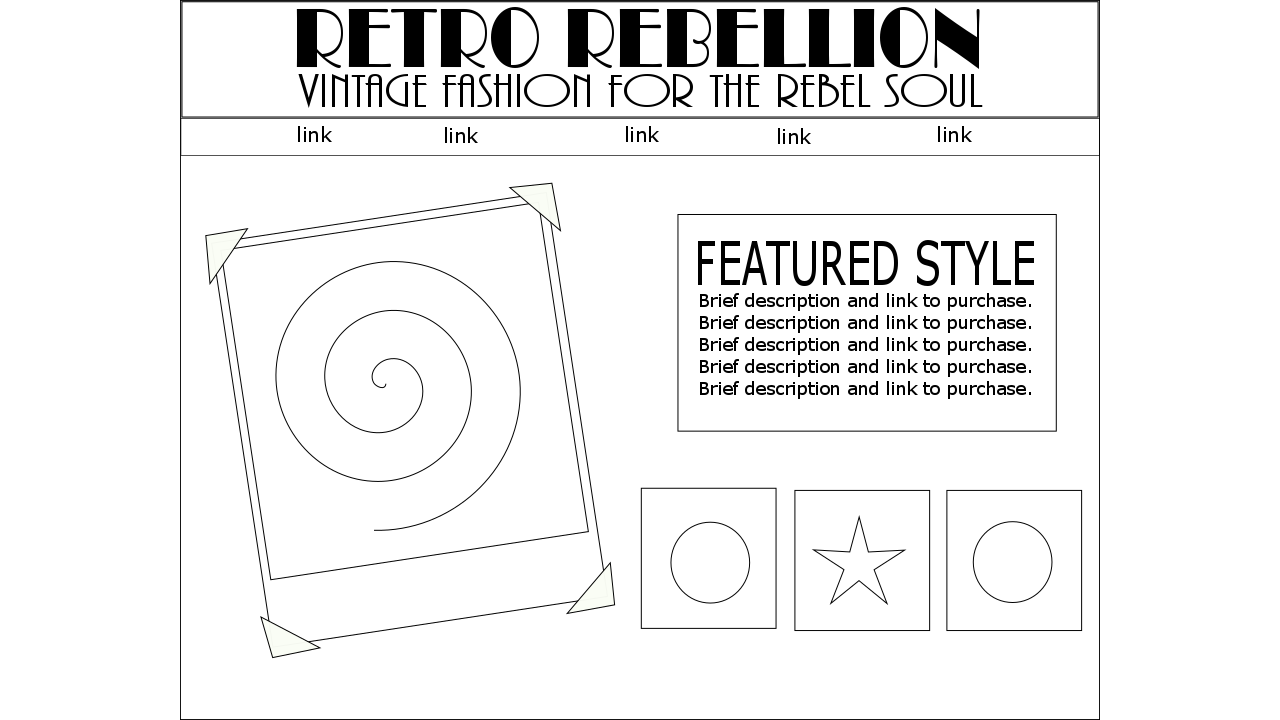 RETRO REBELLION
VINTAGE FASHION FOR THE REBEL SOUL
link link link link link
FEATURED STYLE
Brief description and link to purchase.
Brief description and link to purchase.
Brief description and link to purchase.
Brief description and link to purchase.
Brief description and link to purchase.